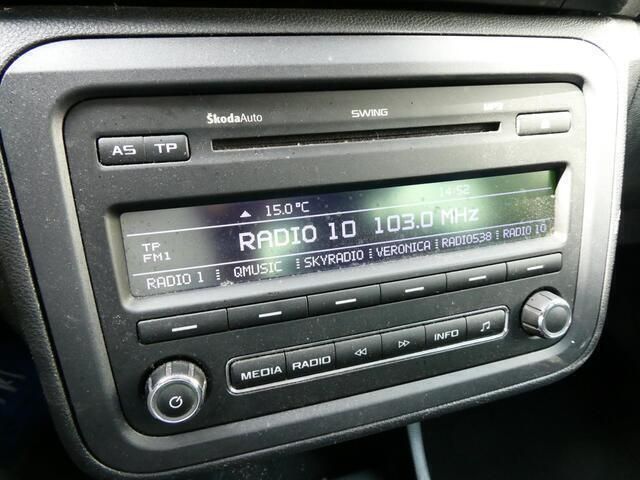 ŠkodaAuto SWING MP3
AS TP
▲ 15.0°C 14:52
TP RADIO 10 103.0 MHz
FM1
RADIO 1 QMUSIC SKYRADIO VERONICA RADIO538 RADIO 10
MEDIA RADIO INFO